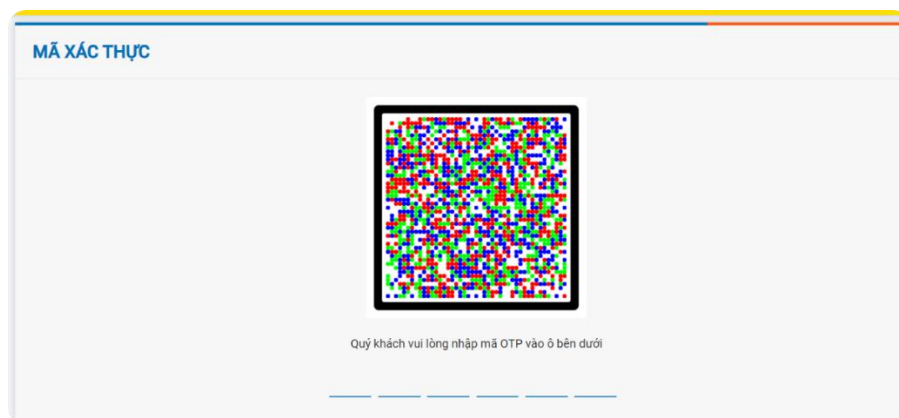 MÃ XÁC THỰC
Quý khách vui lòng nhập mã OTP vào ô bên dưới